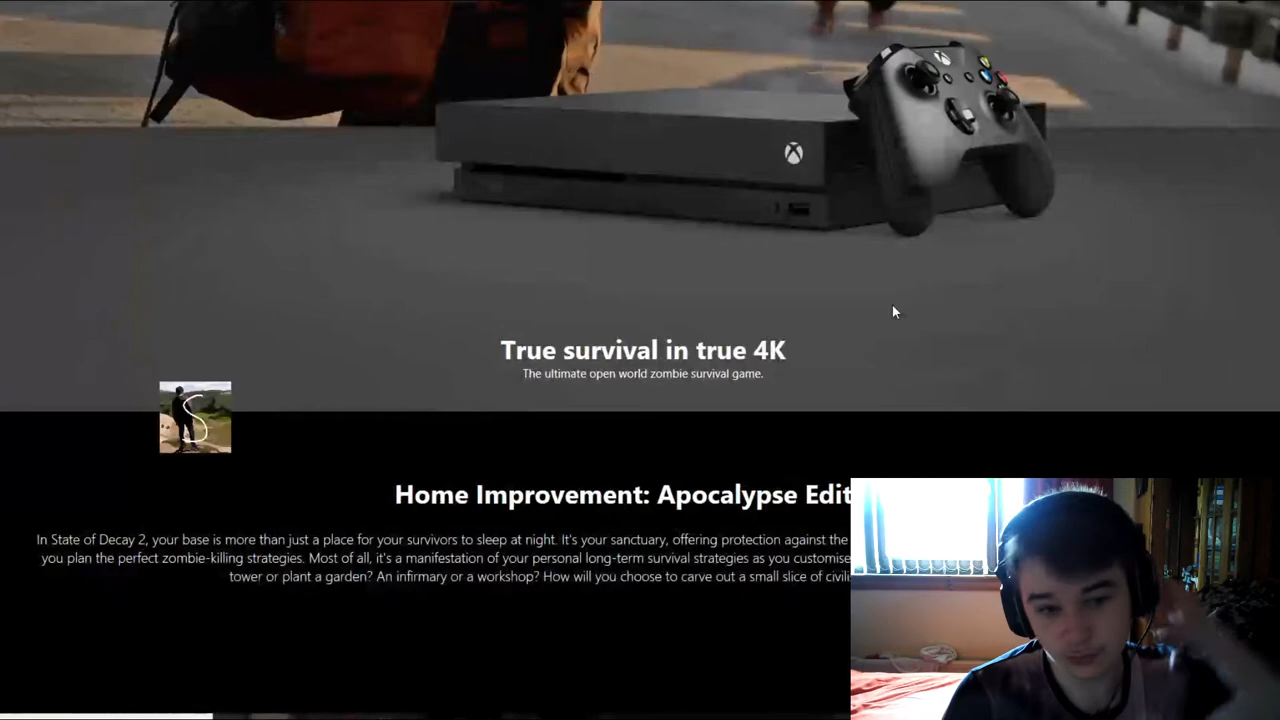 True survival in true 4K
The ultimate open world zombie survival game.
S
Home Improvement: Apocalypse Edit
In State of Decay 2, your base is more than just a place for your survivors to sleep at night. It's your sanctuary, offering protection against the
you plan the perfect zombie-killing strategies. Most of all, it's a manifestation of your personal long-term survival strategies as you customise
tower or plant a garden? An infirmary or a workshop? How will you choose to carve out a small slice of